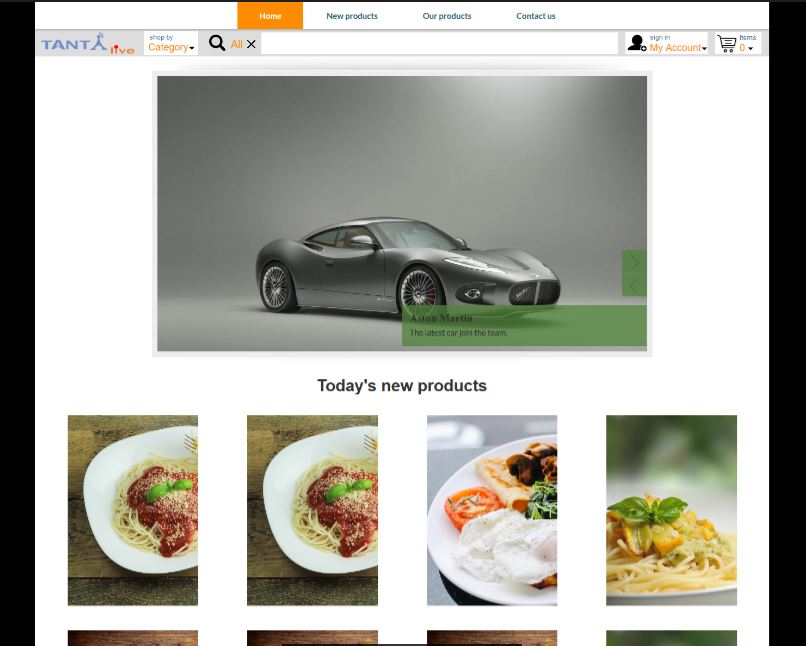 Home New products Our products Contact us
TANTA live
shop by
Category
All
sign in
My Account
items
0
Aston Martin
The latest car join the team.
Today's new products